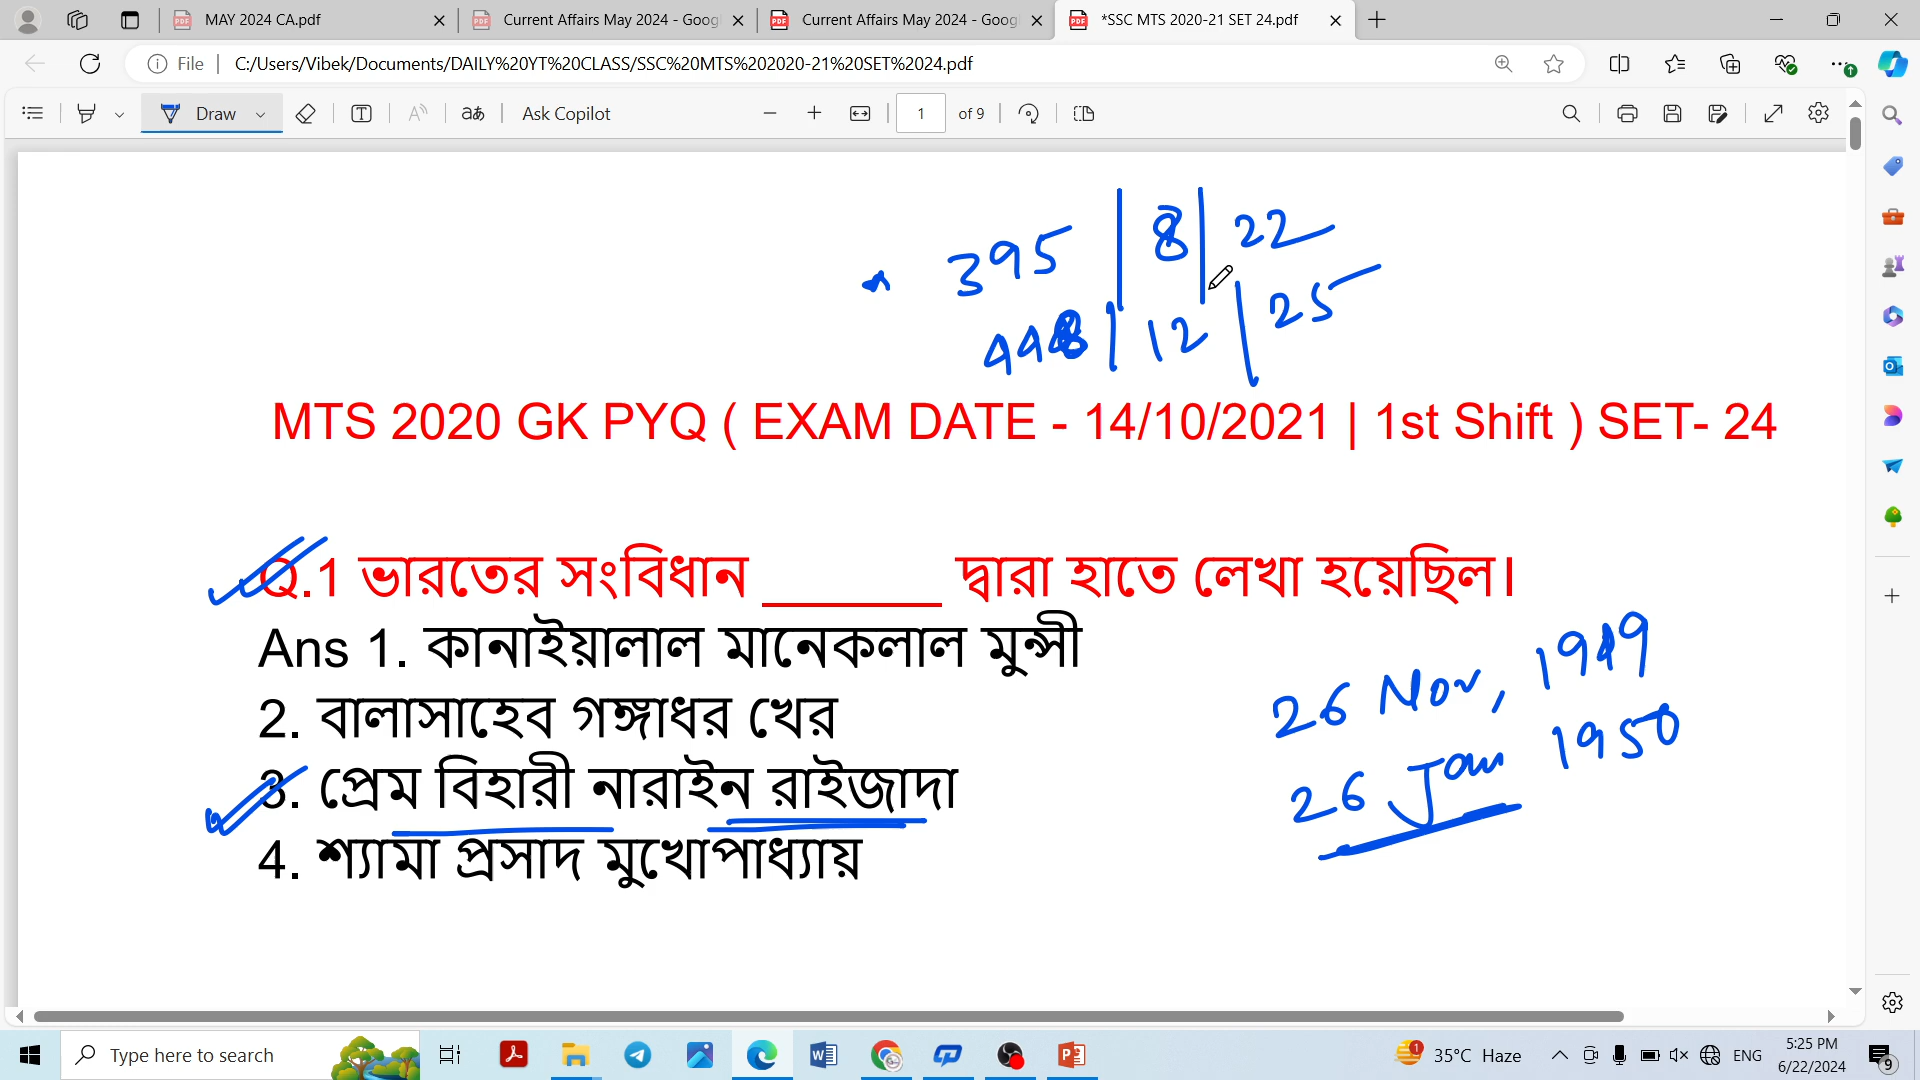 MAY 2024 CA.pdf
Current Affairs May 2024 - Goog
Current Affairs May 2024 - Goog
*SSC MTS 2020-21 SET 24.pdf
File
C:/Users/Vibek/Documents/DAILY%20YT%20CLASS/SSC%20MTS%202020-21%20SET%2024.pdf
Draw
Ask Copilot
1 of 9
395 | 8 | 22
448 | 12 | 25
MTS 2020 GK PYQ ( EXAM DATE - 14/10/2021 | 1st Shift ) SET- 24
Q.1 ভারতের সংবিধান ______ দ্বারা হাতে লেখা হয়েছিল।
Ans 1. কানাইয়ালাল মানেকলাল মুন্সী
2. বালাসাহেব গঙ্গাধর খের
3. প্রেম বিহারী নারাইন রাইজাদা
4. শ্যামা প্রসাদ মুখোপাধ্যায়
26 Nov, 1949
26 Jan 1950
Type here to search
35°C Haze
ENG
5:25 PM
6/22/2024
9